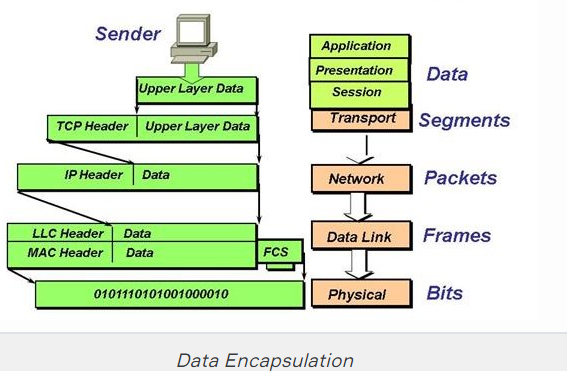 Sender
Upper Layer Data
TCP Header Upper Layer Data
IP Header Data
LLC Header Data
MAC Header Data FCS
0101110101001000010
Application
Presentation
Session
Data
Transport Segments
Network Packets
Data Link Frames
Physical Bits
Data Encapsulation